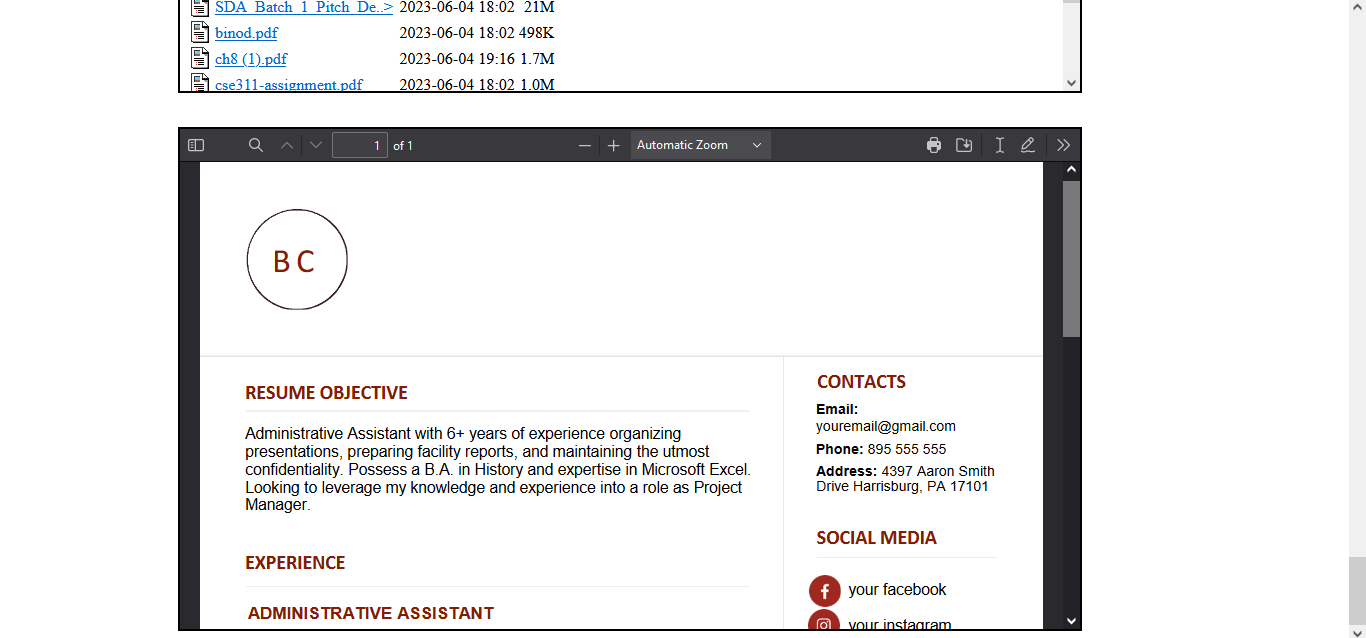 SDA_Batch_1_Pitch_De..> 2023-06-04 18:02 21M
binod.pdf 2023-06-04 18:02 498K
ch8 (1).pdf 2023-06-04 19:16 1.7M
cse311-assignment.pdf 2023-06-04 18:02 1.0M
1 of 1 Automatic Zoom
B C
RESUME OBJECTIVE
Administrative Assistant with 6+ years of experience organizing
presentations, preparing facility reports, and maintaining the utmost
confidentiality. Possess a B.A. in History and expertise in Microsoft Excel.
Looking to leverage my knowledge and experience into a role as Project
Manager.
EXPERIENCE
ADMINISTRATIVE ASSISTANT
CONTACTS
Email:
youremail@gmail.com
Phone: 895 555 555
Address: 4397 Aaron Smith
Drive Harrisburg, PA 17101
SOCIAL MEDIA
your facebook
your instagram